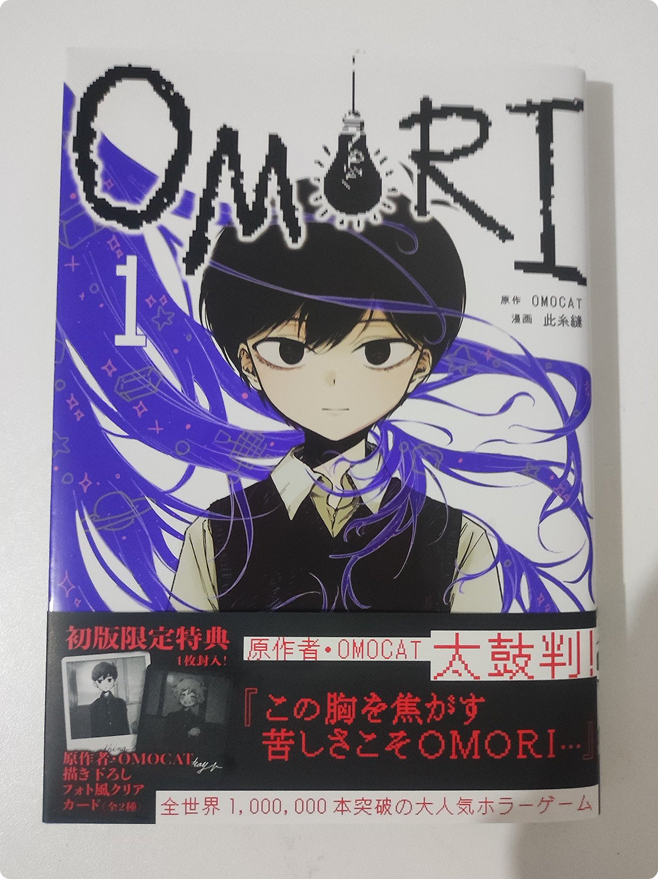 OMORI
1
原作 OMOCAT
漫画 此糸縫
初版限定特典
1枚封入!
原作者・OMOCAT
描き下ろし
フォト風クリア
カード(全2種)
原作者・OMOCAT 太鼓判!
『この胸を焦がす
苦しさこそOMORI…』
全世界1,000,000本突破の大人気ホラーゲーム